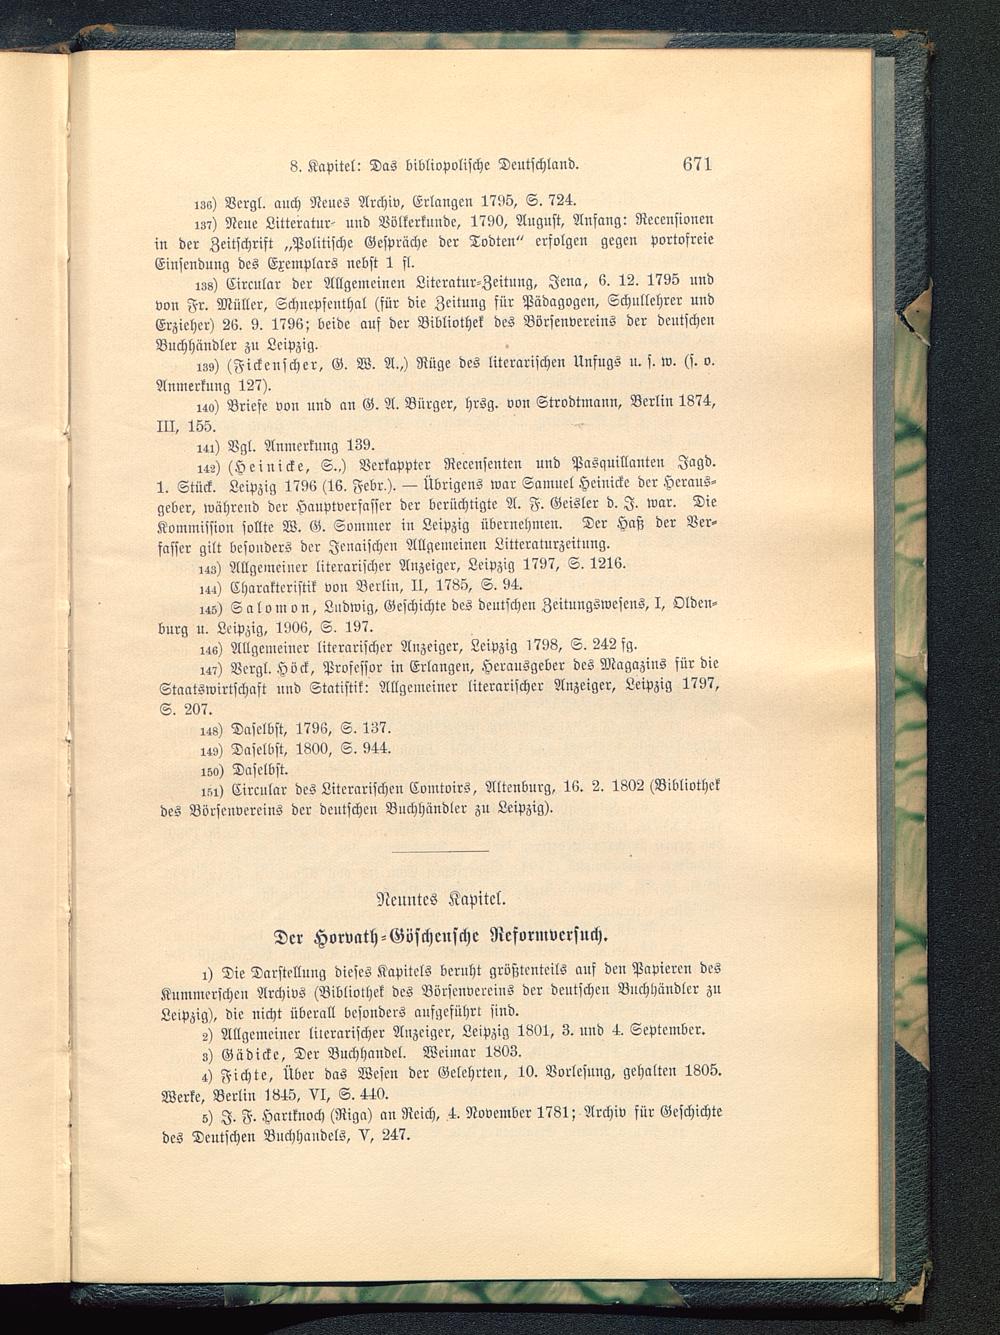 8. Kapitel: Das bibliopolische Deutschland. 671
136) Vergl. auch Neues Archiv, Erlangen 1795, S. 724.
137) Neue Litteratur- und Völkerkunde, 1790, August, Anfang: Recensionen
in der Zeitschrift „Politische Gespräche der Todten“ erfolgen gegen portofreie
Einsendung des Exemplars nebst 1 fl.
138) Circular der Allgemeinen Literatur-Zeitung, Jena, 6. 12. 1795 und
von Fr. Müller, Schnepfenthal (für die Zeitung für Pädagogen, Schullehrer und
Erzieher) 26. 9. 1796; beide auf der Bibliothek des Börsenvereins der deutschen
Buchhändler zu Leipzig.
139) (Fickenscher, G. W. A.,) Rüge des literarischen Unfugs u. s. w. (s. o.
Anmerkung 127).
140) Briefe von und an G. A. Bürger, hrsg. von Strodtmann, Berlin 1874,
III, 155.
141) Vgl. Anmerkung 139.
142) (Heinicke, S.,) Verkappter Recensenten und Pasquillanten Jagd.
1. Stück. Leipzig 1796 (16. Febr.). — Übrigens war Samuel Heinicke der Heraus-
geber, während der Hauptverfasser der berüchtigte A. F. Geisler d. J. war. Die
Kommission sollte W. G. Sommer in Leipzig übernehmen. Der Haß der Ver-
fasser gilt besonders der Jenaischen Allgemeinen Litteraturzeitung.
143) Allgemeiner literarischer Anzeiger, Leipzig 1797, S. 1216.
144) Charakteristik von Berlin, II, 1785, S. 94.
145) Salomon, Ludwig, Geschichte des deutschen Zeitungswesens, I, Olden-
burg u. Leipzig, 1906, S. 197.
146) Allgemeiner literarischer Anzeiger, Leipzig 1798, S. 242 fg.
147) Vergl. Höck, Professor in Erlangen, Herausgeber des Magazins für die
Staatswirtschaft und Statistik: Allgemeiner literarischer Anzeiger, Leipzig 1797,
S. 207.
148) Daselbst, 1796, S. 137.
149) Daselbst, 1800, S. 944.
150) Daselbst.
151) Circular des Literarischen Comtoirs, Altenburg, 16. 2. 1802 (Bibliothek
des Börsenvereins der deutschen Buchhändler zu Leipzig).
Neuntes Kapitel.
Der Horvath-Göschensche Reformversuch.
1) Die Darstellung dieses Kapitels beruht größtenteils auf den Papieren des
Kummerschen Archivs (Bibliothek des Börsenvereins der deutschen Buchhändler zu
Leipzig), die nicht überall besonders aufgeführt sind.
2) Allgemeiner literarischer Anzeiger, Leipzig 1801, 3. und 4. September.
3) Gädicke, Der Buchhandel. Weimar 1803.
4) Fichte, Über das Wesen der Gelehrten, 10. Vorlesung, gehalten 1805.
Werke, Berlin 1845, VI, S. 440.
5) J. F. Hartknoch (Riga) an Reich, 4. November 1781; Archiv für Geschichte
des Deutschen Buchhandels, V, 247.